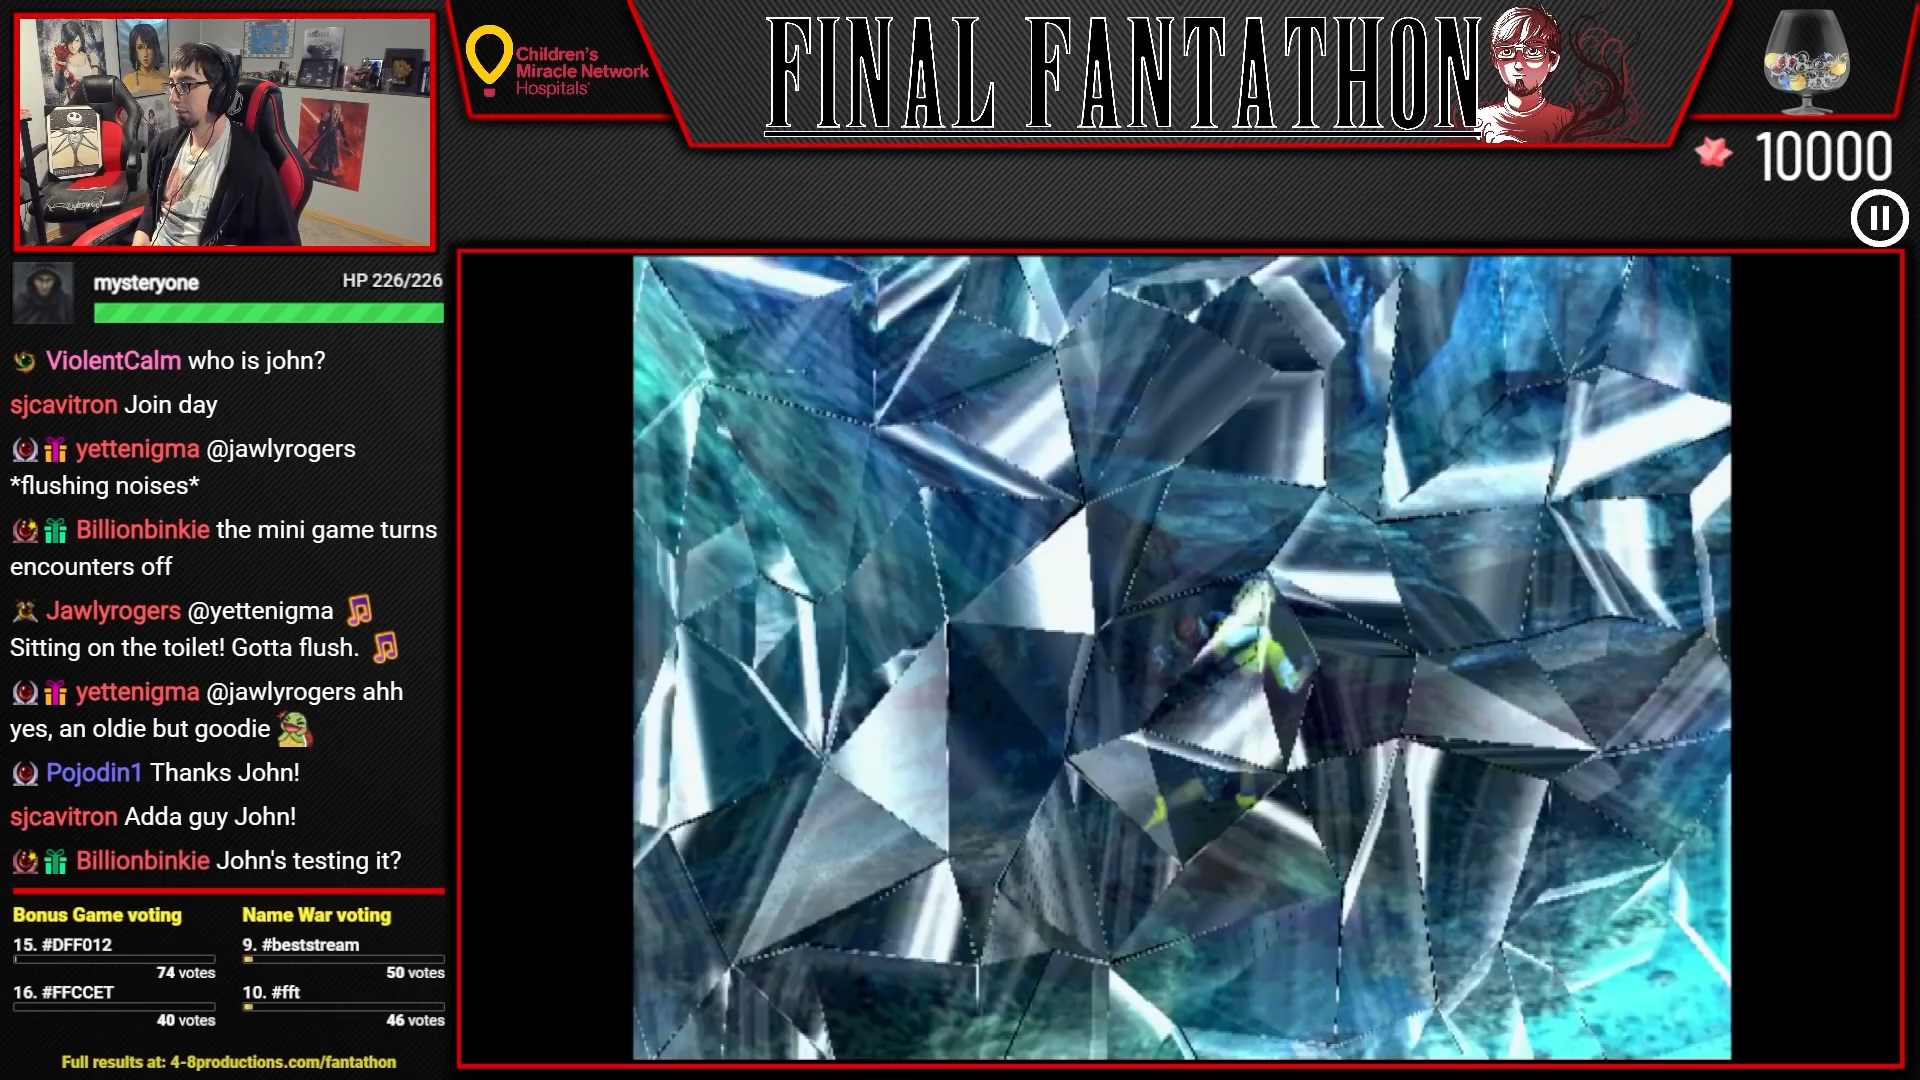 Children's
Miracle Network
Hospitals
FINAL FANTATHON
10000
mysteryone
HP 226/226
ViolentCalm who is john?
sjcavitron Join day
yettenigma @jawlyrogers
*flushing noises*
Billionbinkie the mini game turns
encounters off
Jawlyrogers @yettenigma
Sitting on the toilet! Gotta flush.
yettenigma @jawlyrogers ahh
yes, an oldie but goodie
Pojodin1 Thanks John!
sjcavitron Adda guy John!
Billionbinkie John's testing it?
Bonus Game voting
15. #DFF012
74 votes
16. #FFCCET
40 votes
Name War voting
9. #beststream
50 votes
10. #fft
46 votes
Full results at: 4-8productions.com/fantathon